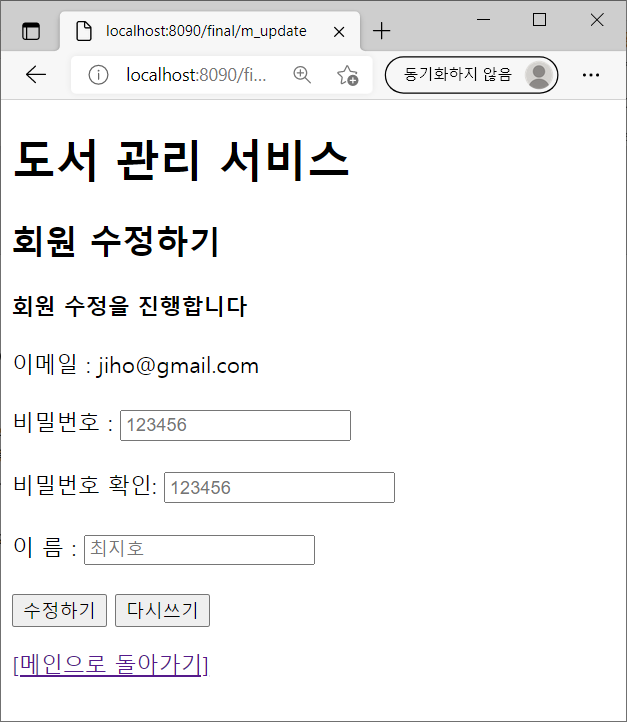 localhost:8090/final/m_update
localhost:8090/fi...
동기화하지 않음
도서 관리 서비스
회원 수정하기
회원 수정을 진행합니다
이메일 : jiho@gmail.com
비밀번호 : 123456
비밀번호 확인: 123456
이 름 : 최지호
수정하기 다시쓰기
[메인으로 돌아가기]